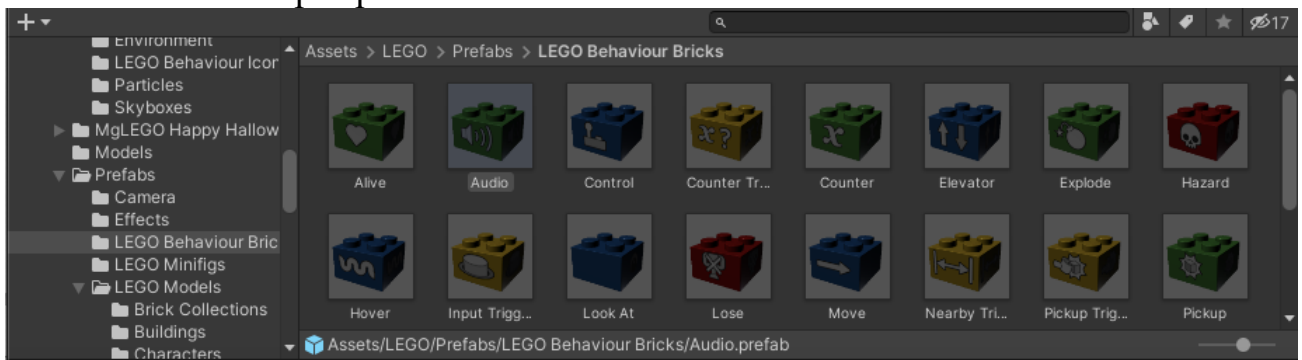 17
Environment
LEGO Behaviour Icor
Particles
Skyboxes
MgLEGO Happy Hallow
Models
Prefabs
Camera
Effects
LEGO Behaviour Bric
LEGO Minifigs
LEGO Models
Brick Collections
Buildings
Characters
Assets > LEGO > Prefabs > LEGO Behaviour Bricks
Alive Audio Control Counter Tr... Counter Elevator Explode Hazard
Hover Input Trigg... Look At Lose Move Nearby Tri... Pickup Trig... Pickup
Assets/LEGO/Prefabs/LEGO Behaviour Bricks/Audio.prefab